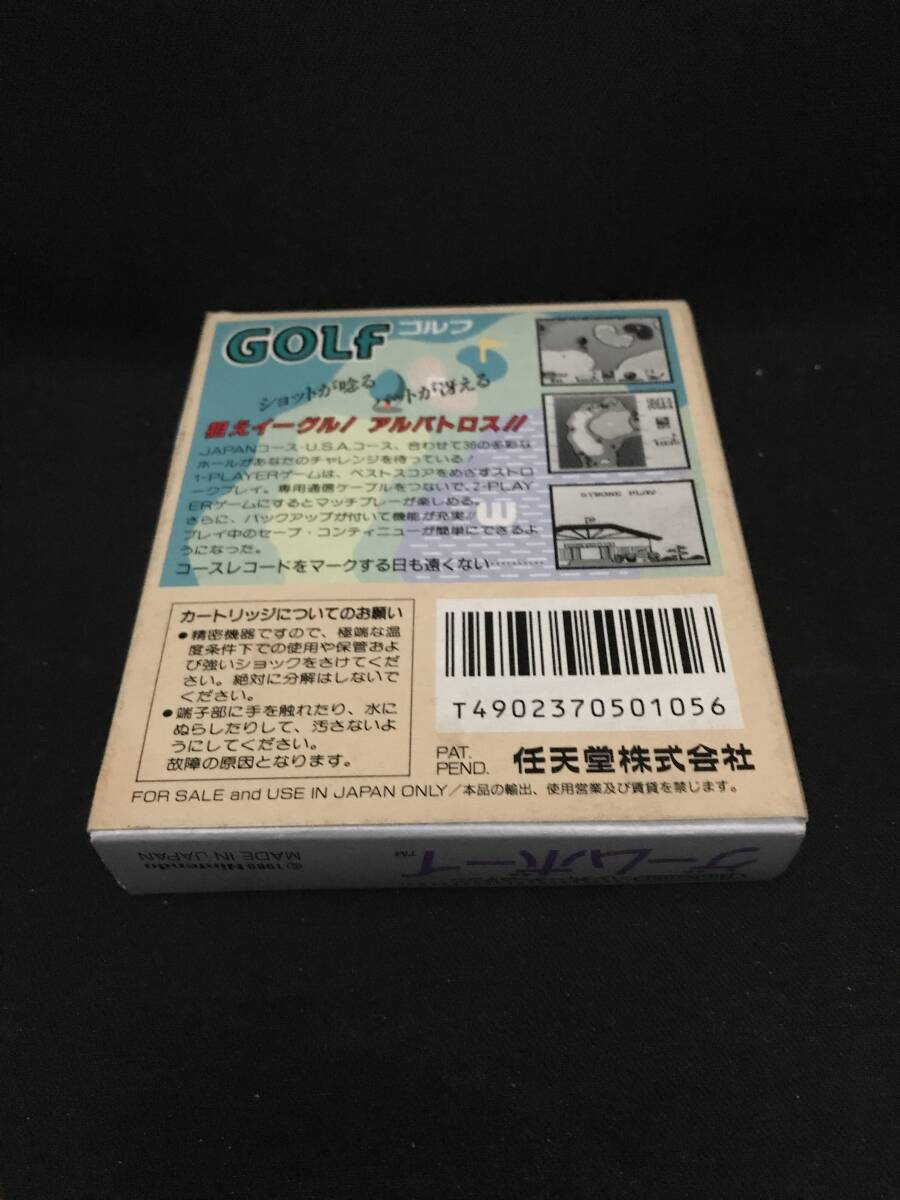 GOLF ゴルフ
ショットが唸る パットが冴える
狙えイーグル! アルバトロス!!
JAPANコース・U.S.A.コース、合わせて36の多彩な
ホールがあなたのチャレンジを待っている!
1-PLAYERゲームは、ベストスコアをめざすストロ
ークプレイ。専用通信ケーブルをつないで、2-PLAY
ERゲームにするとマッチプレーが楽しめる。
さらに、バックアップが付いて機能が充実!!
プレイ中のセーブ・コンティニューが簡単にできるよ
うになった。
コースレコードをマークする日も遠くない…………
STROKE PLAY
カートリッジについてのお願い
●精密機器ですので、極端な温
度条件下での使用や保管およ
び強いショックをさけてくだ
さい。絶対に分解はしないで
ください。
●端子部に手を触れたり、水に
ぬらしたりして、汚さないよ
うにしてください。
故障の原因となります。
T4902370501056
PAT.
PEND.
任天堂株式会社
FOR SALE and USE IN JAPAN ONLY/本品の輸出、使用営業及び賃貸を禁じます。
ゲームボーイ™
©1989 Nintendo
MADE IN JAPAN